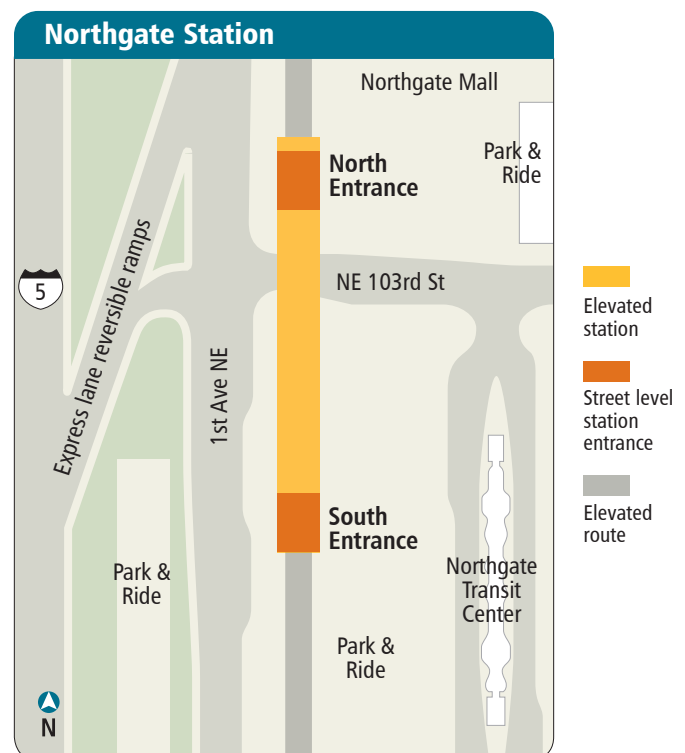 Northgate Station
Northgate Mall
Park &
Ride
North
Entrance
5
Express lane reversible ramps
1st Ave NE
NE 103rd St
South
Entrance
Park &
Ride
Park &
Ride
Northgate
Transit
Center
N
Elevated
station
Street level
station
entrance
Elevated
route